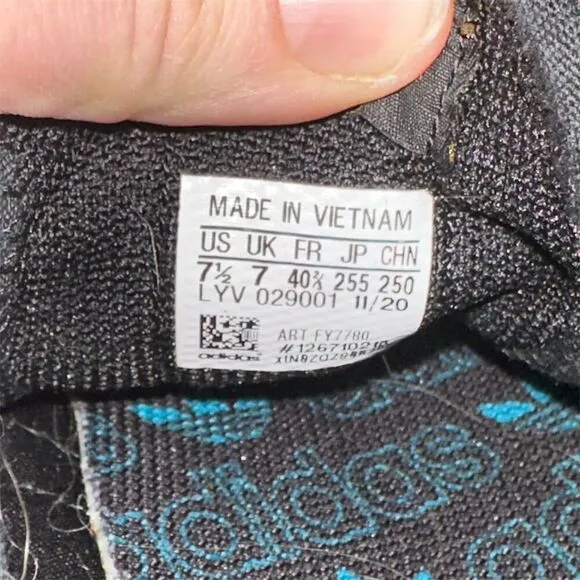 MADE IN VIETNAM
US UK FR JP CHN
7½ 7 40⅔ 255 250
LYV 029001 11/20
ART FY7780
adidas
adidas